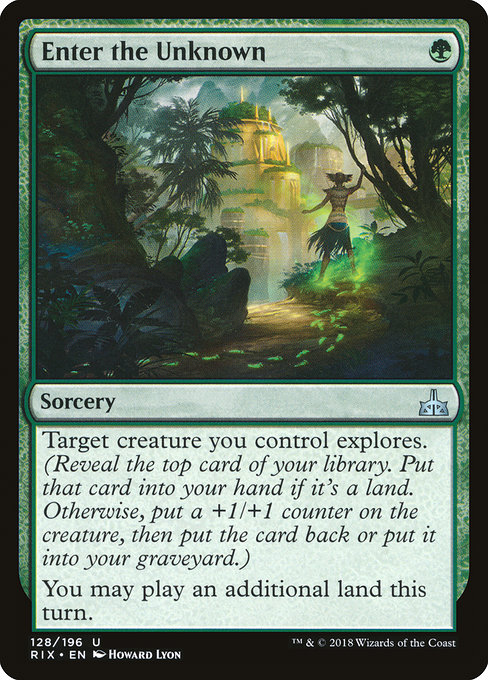 Enter the Unknown
Sorcery
Target creature you control explores.
(Reveal the top card of your library. Put
that card into your hand if it's a land.
Otherwise, put a +1/+1 counter on the
creature, then put the card back or put it
into your graveyard.)
You may play an additional land this
turn.
128/196 U
RIX • EN Howard Lyon
™ & © 2018 Wizards of the Coast